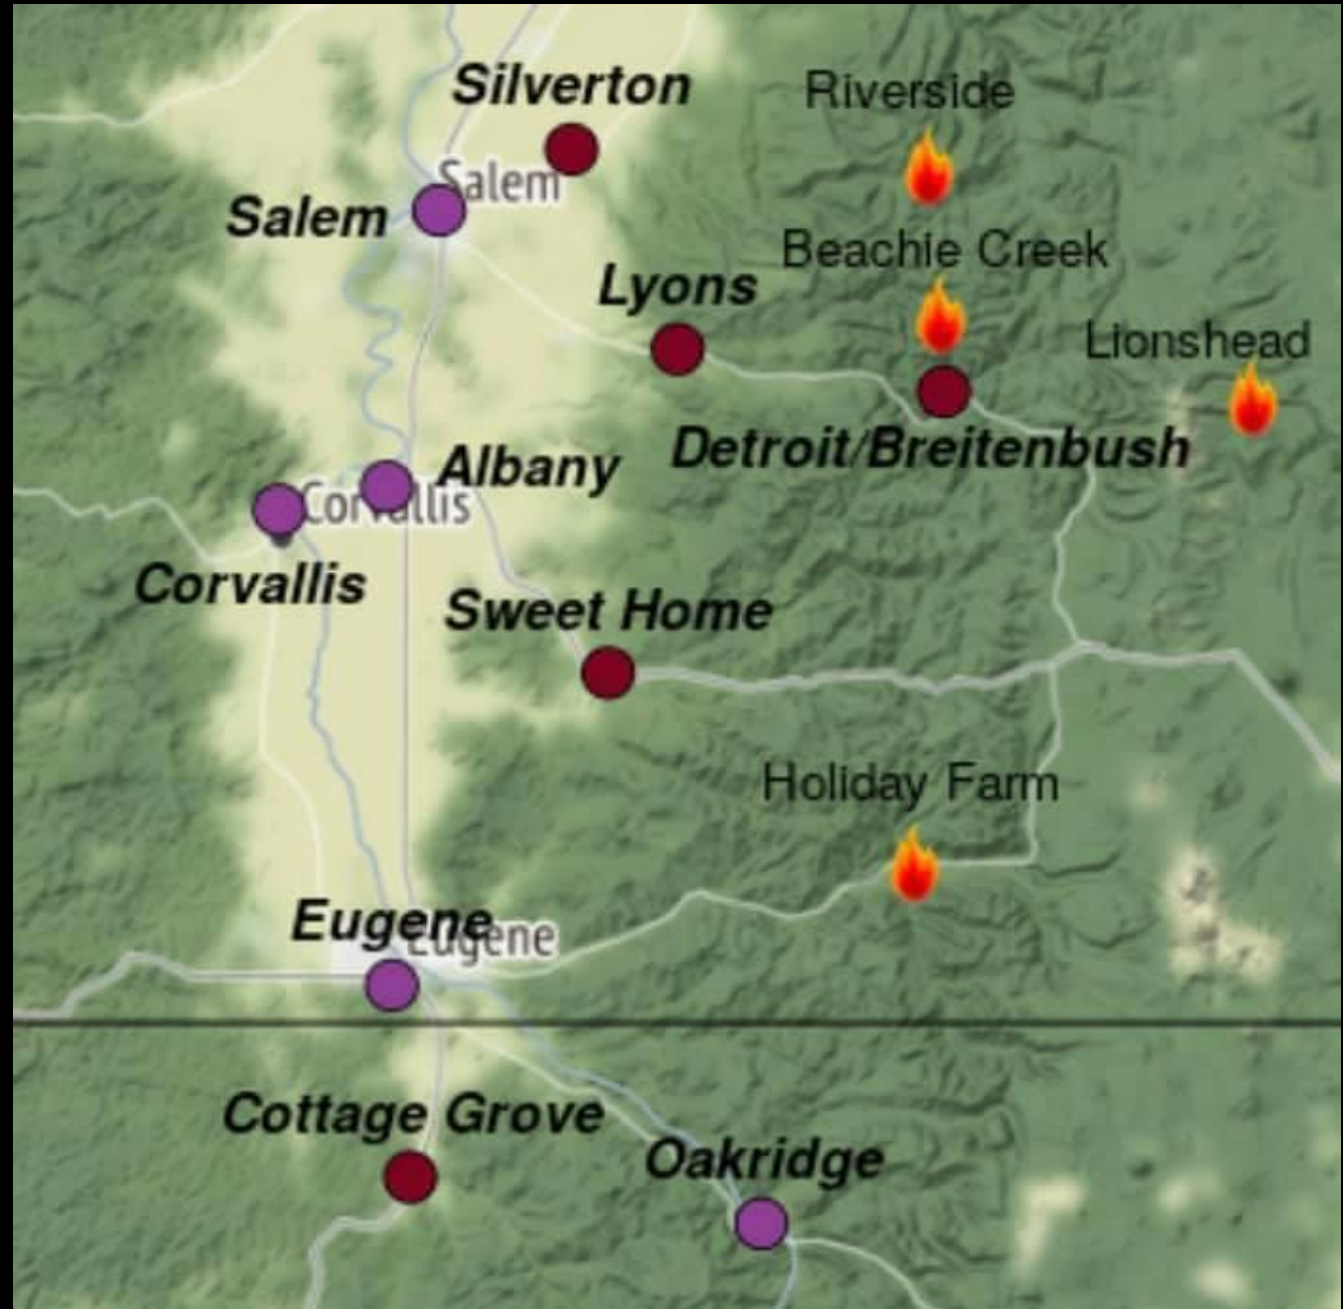 Silverton
Riverside
Salem
Salem
Beachie Creek
Lyons
Lionshead
Detroit/Breitenbush
Albany
Corvallis
Corvallis
Sweet Home
Holiday Farm
Eugene
Eugene
Cottage Grove
Oakridge